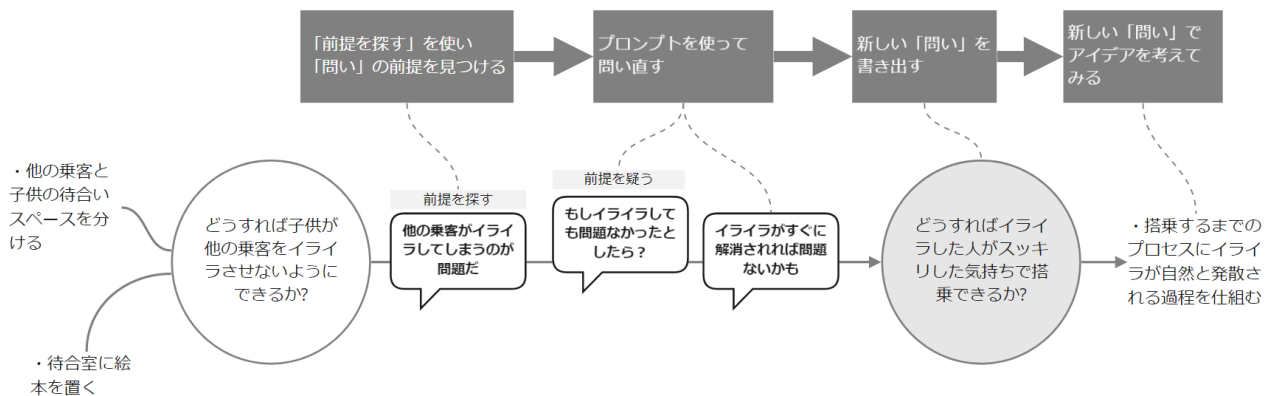 「前提を探す」を使い
「問い」の前提を見つける
プロンプトを使って
問い直す
新しい「問い」を
書き出す
新しい「問い」で
アイデアを考えて
みる
・他の乗客と
子供の待合い
スペースを分
ける
・待合室に絵
本を置く
どうすれば子供が
他の乗客をイライ
ラさせないように
できるか?
前提を探す
他の乗客がイライ
ラしてしまうのが
問題だ
前提を疑う
もしイライラして
も問題なかったと
したら？
イライラがすぐに
解消されれば問題
ないかも
どうすればイライ
ラした人がスッキ
リした気持ちで搭
乗できるか?
・搭乗するまでの
プロセスにイライ
ラが自然と発散さ
れる過程を仕組む